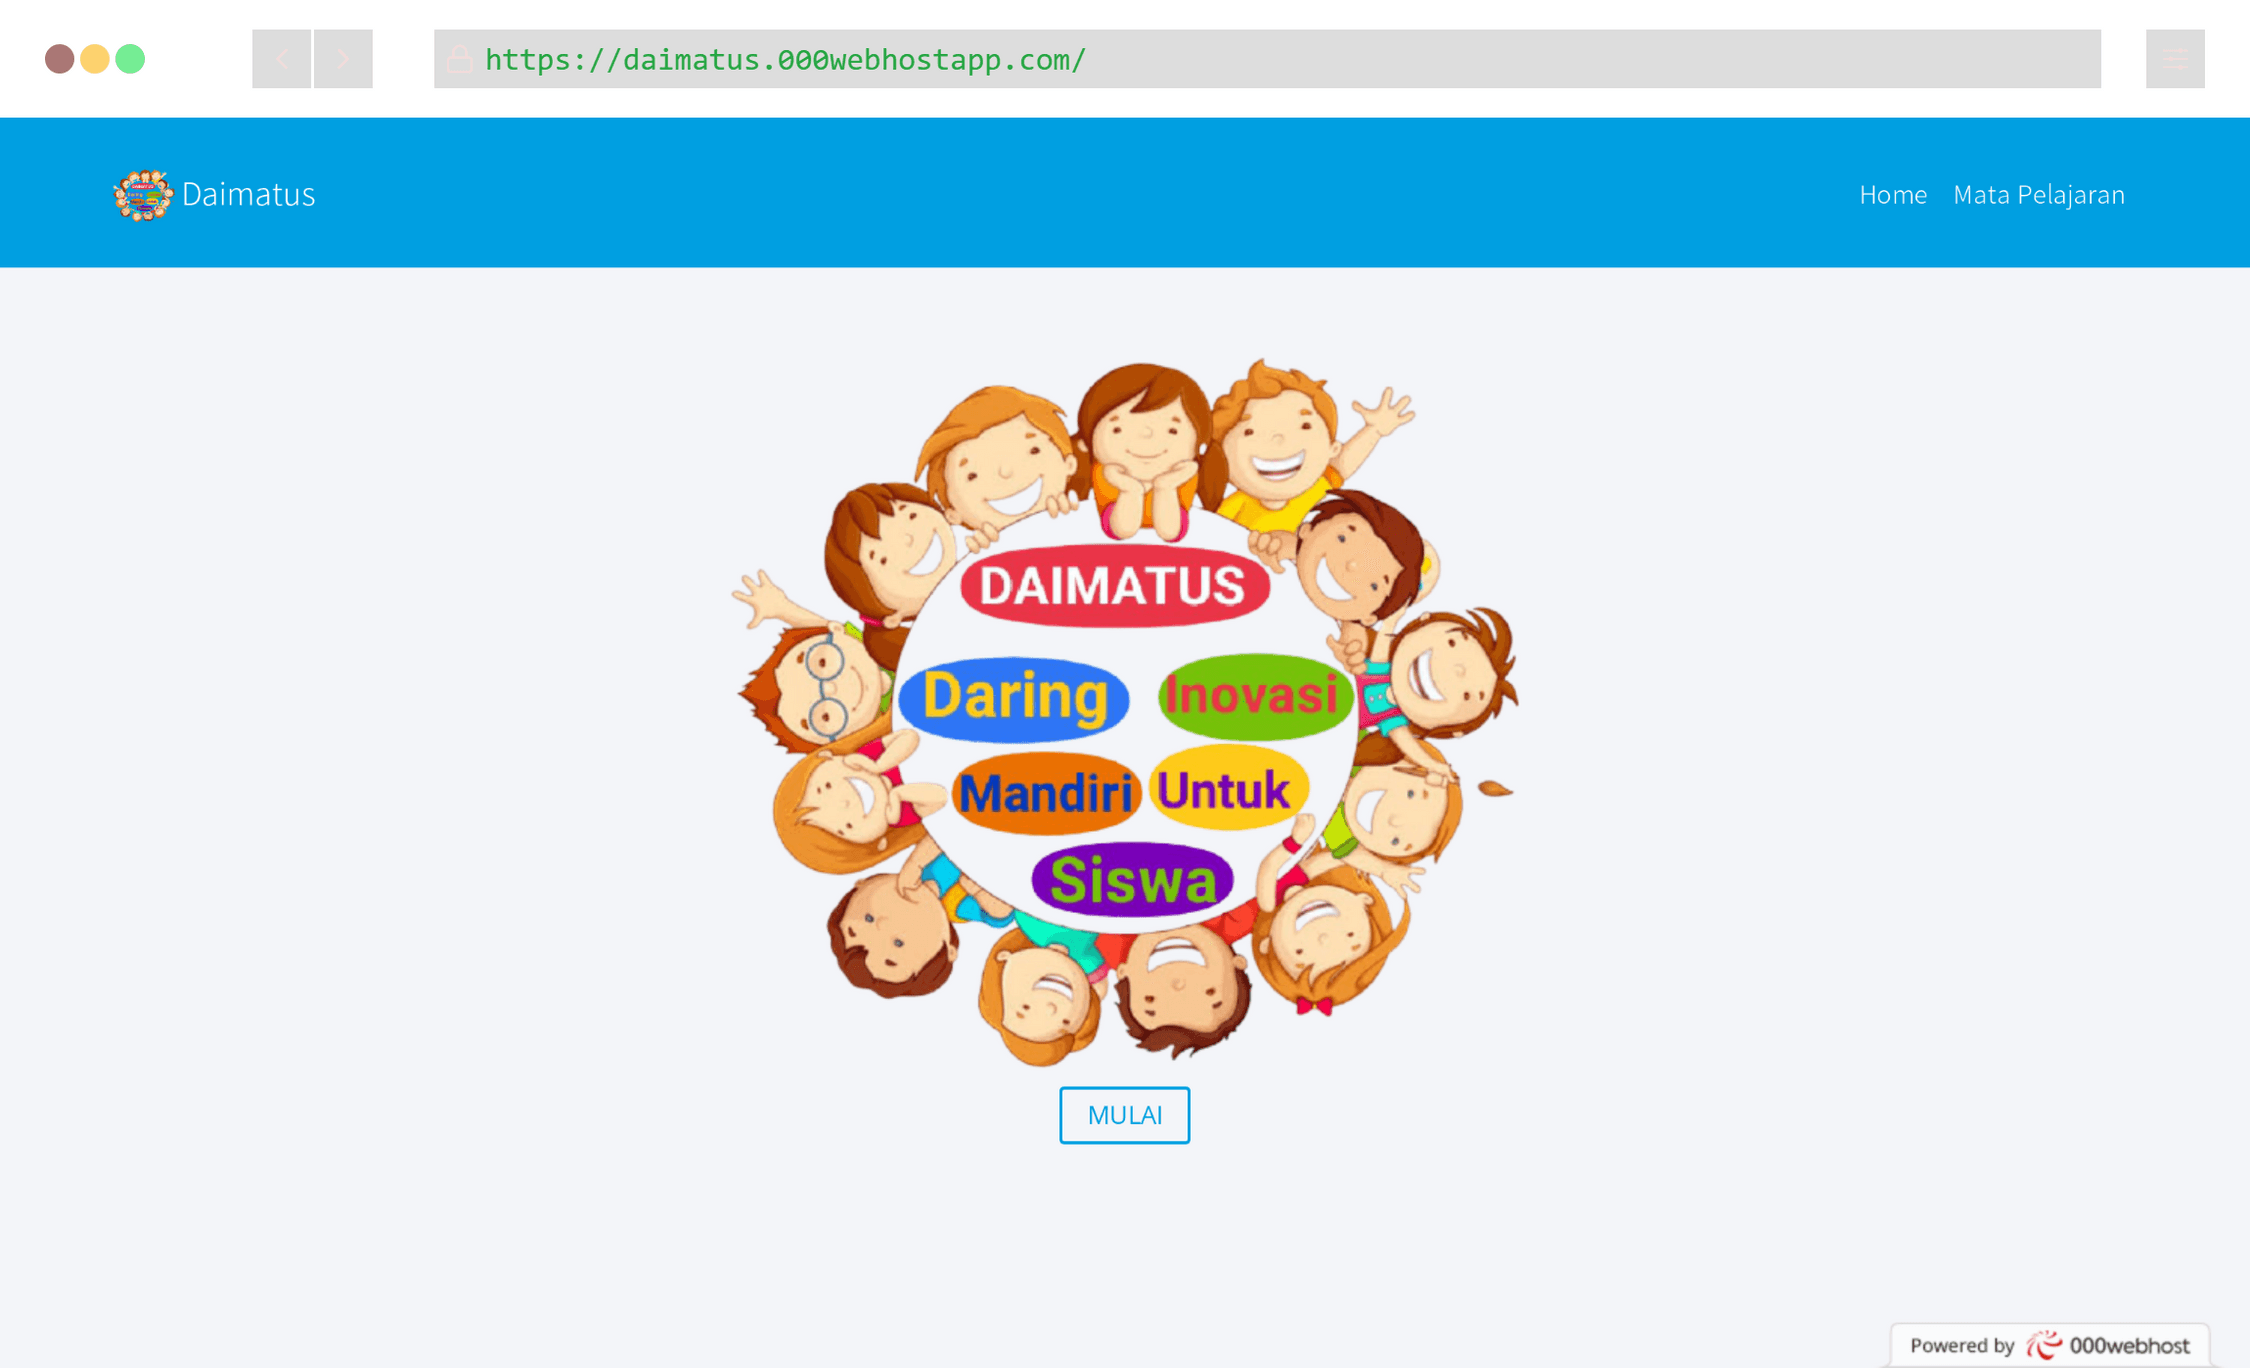 https://daimatus.000webhostapp.com/
Daimatus
Home Mata Pelajaran
DAIMATUS
Daring Inovasi
Mandiri Untuk
Siswa
MULAI
Powered by 000webhost